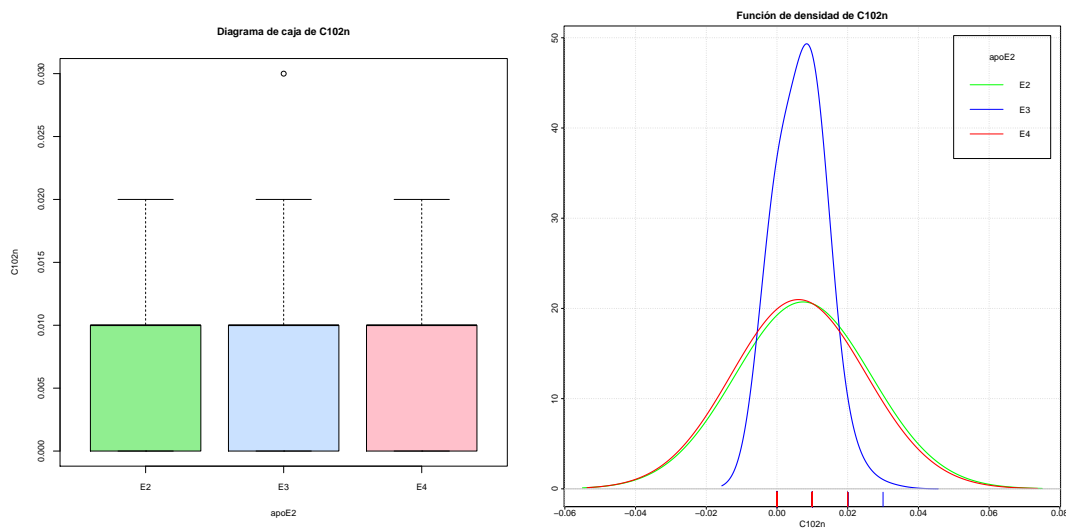 Diagrama de caja de C102n
C102n
0.030
0.025
0.020
0.015
0.010
0.005
0.000
E2 E3 E4
apoE2
Función de densidad de C102n
50
40
30
20
10
0
apoE2
E2
E3
E4
−0.06 −0.04 −0.02 0.00 0.02 0.04 0.06 0.08
C102n